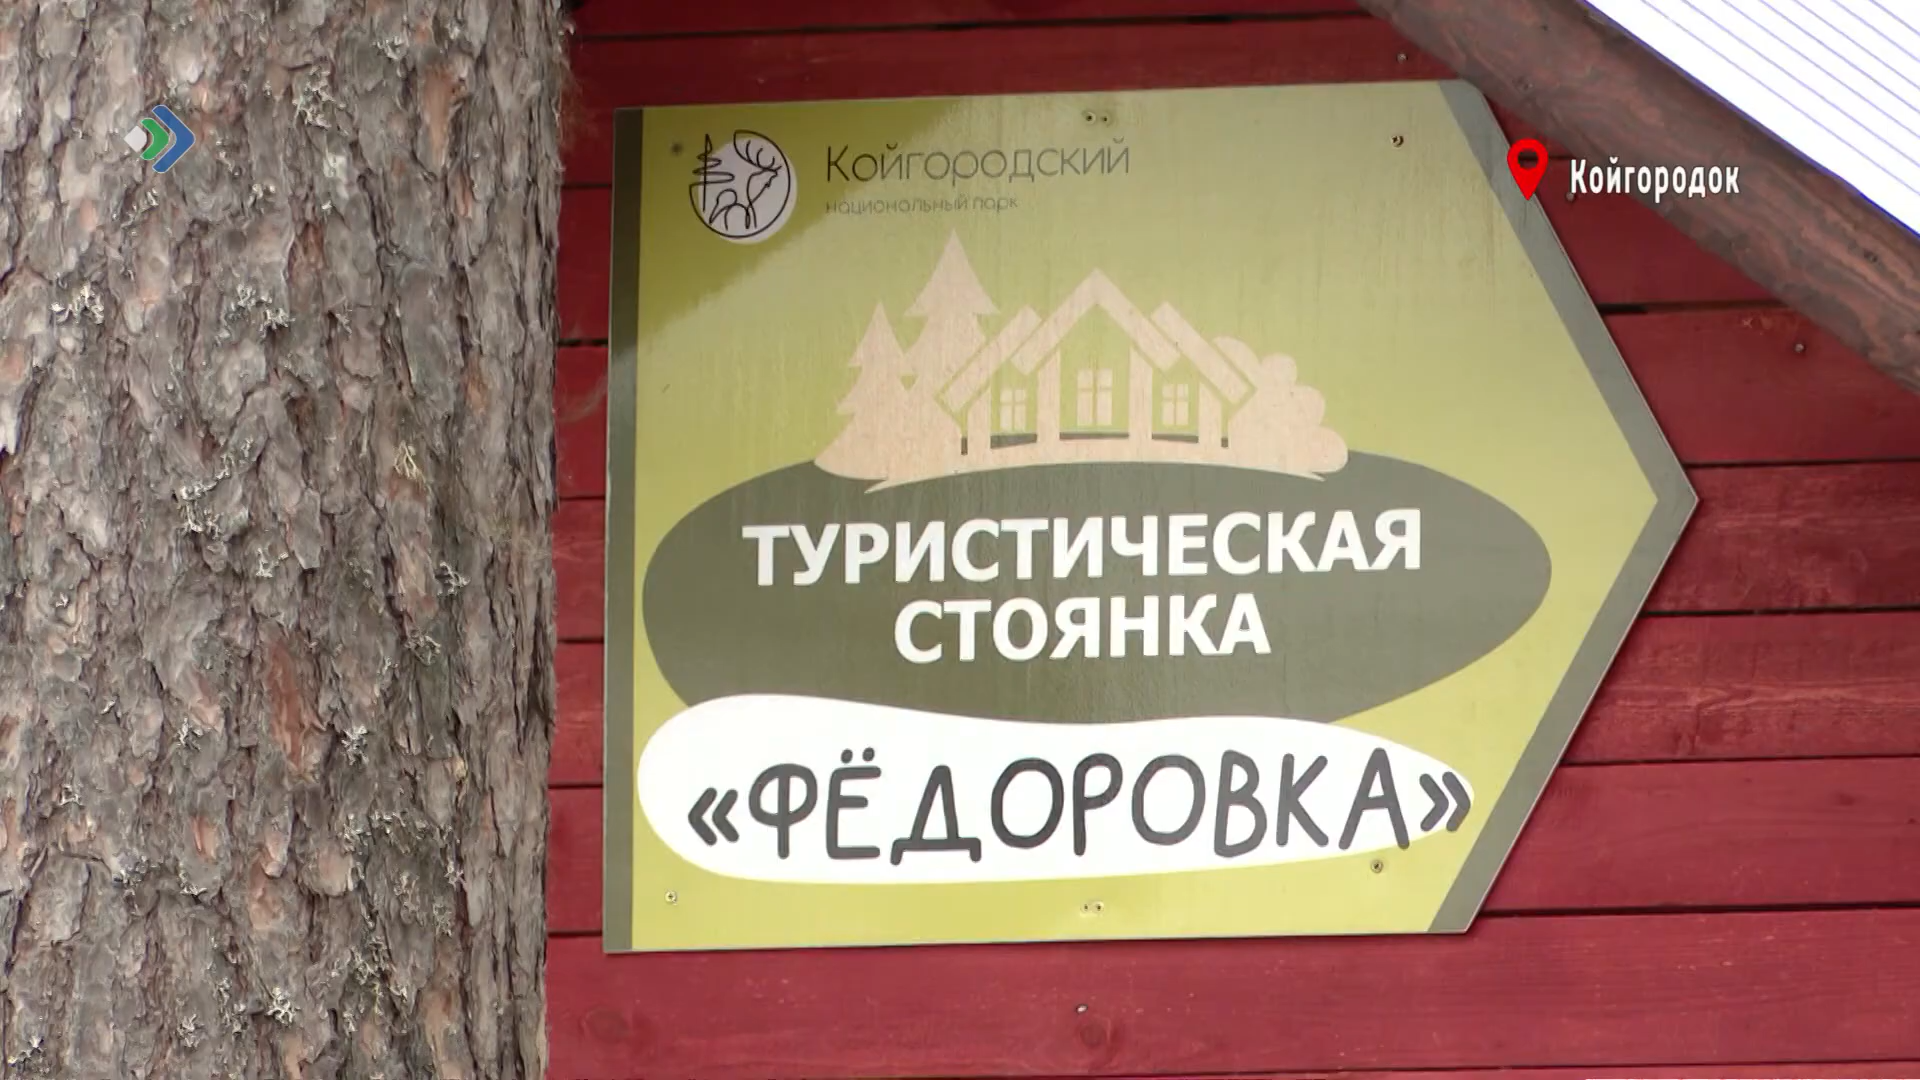 Койгородский
национальный парк
Койгородок
ТУРИСТИЧЕСКАЯ
СТОЯНКА
«ФЁДОРОВКА»